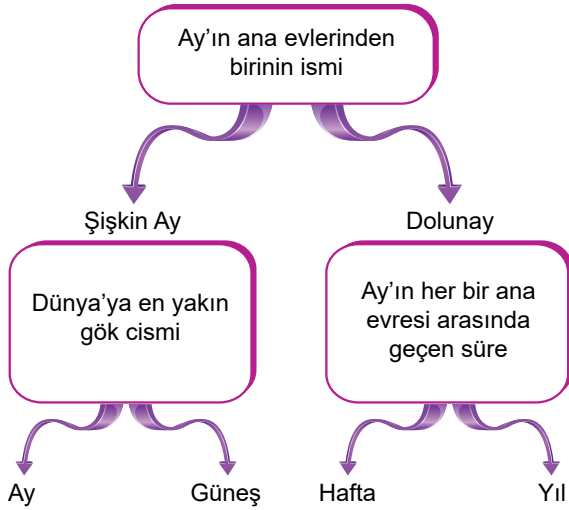 Ay’ın ana evlerinden
birinin ismi
Şişkin Ay
Dolunay
Dünya’ya en yakın
gök cismi
Ay’ın her bir ana
evresi arasında
geçen süre
Ay
Güneş
Hafta
Yıl